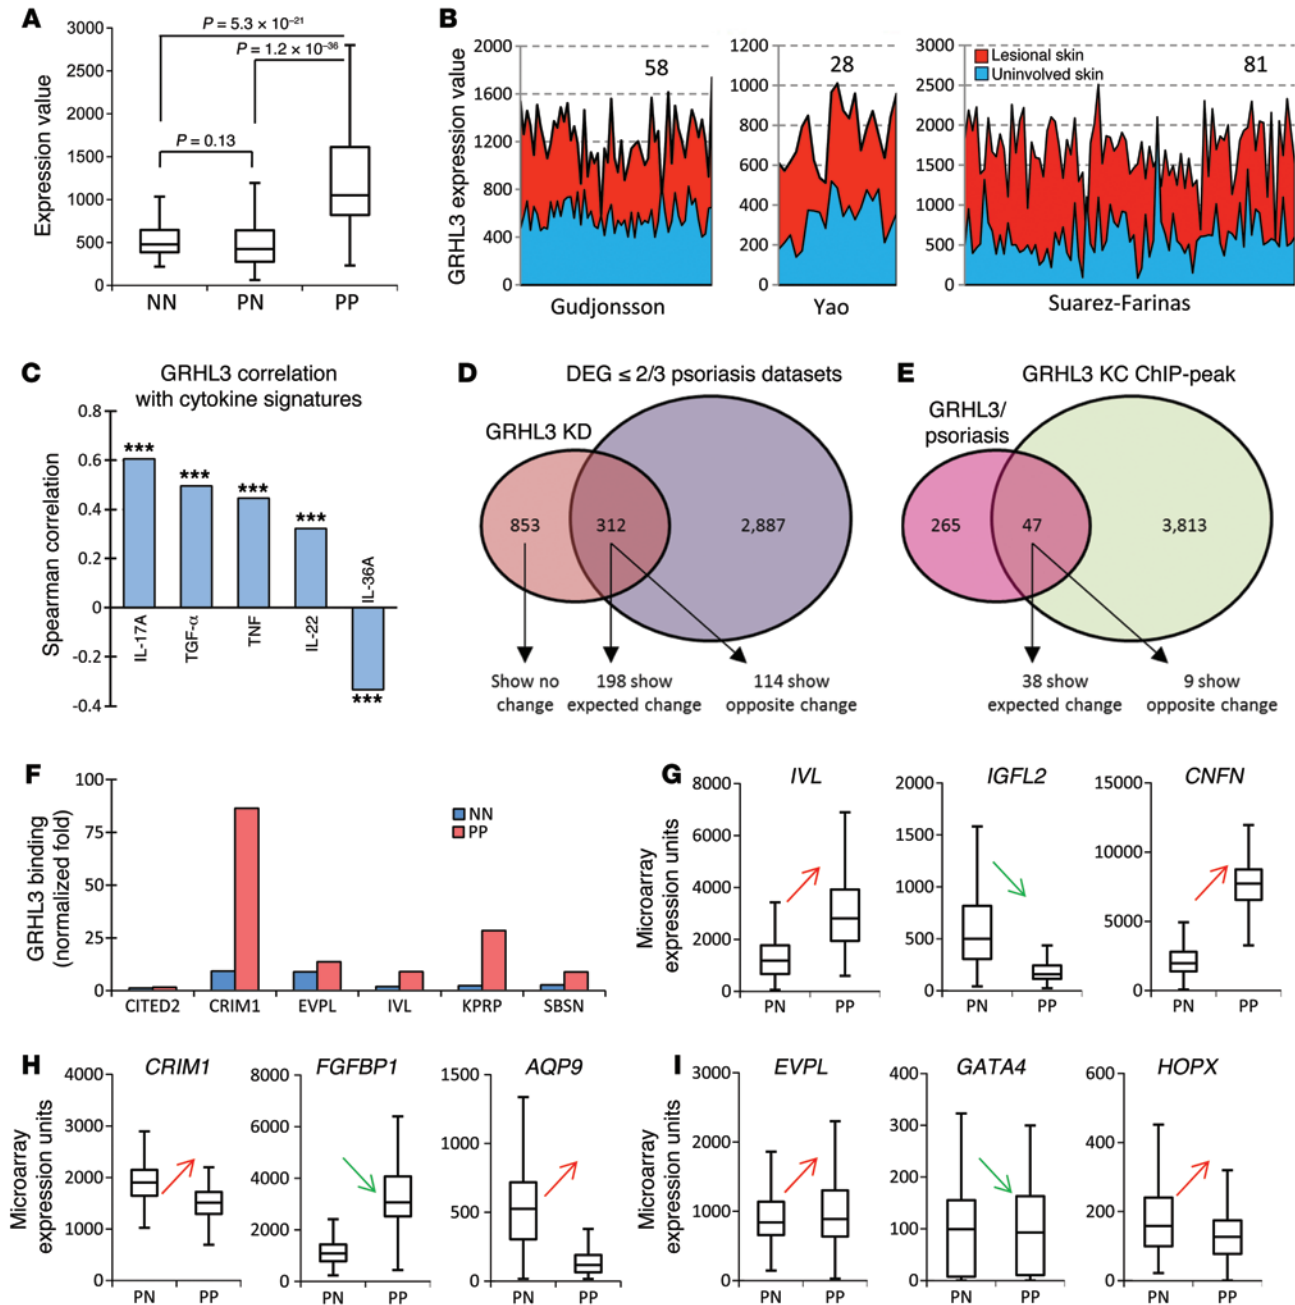 A
P = 5.3 × 10⁻²¹
P = 1.2 × 10⁻³⁶
P = 0.13
Expression value
3000
2500
2000
1500
1000
500
0
NN PN PP
B
GRHL3 expression value
2000
1600
1200
800
400
0
58
Gudjonsson
1200
1000
800
600
400
200
0
28
Yao
3000
2500
2000
1500
1000
500
0
Lesional skin
Uninvolved skin
81
Suarez-Farinas
C
GRHL3 correlation
with cytokine signatures
Spearman correlation
0.8
0.6
0.4
0.2
0
-0.2
-0.4
***
***
***
***
***
IL-17A
TGF-α
TNF
IL-22
IL-36A
D
DEG ≤ 2/3 psoriasis datasets
GRHL3 KD
853 312 2,887
Show no
change
198 show
expected change
114 show
opposite change
E
GRHL3 KC ChIP-peak
GRHL3/
psoriasis
265 47 3,813
38 show
expected change
9 show
opposite change
F
GRHL3 binding
(normalized fold)
100
75
50
25
0
NN
PP
CITED2 CRIM1 EVPL IVL KPRP SBSN
G
Microarray
expression units
IVL
8000
6000
4000
2000
0
PN PP
IGFL2
2000
1500
1000
500
0
PN PP
CNFN
15000
10000
5000
0
PN PP
H
Microarray
expression units
CRIM1
4000
3000
2000
1000
0
PN PP
FGFBP1
8000
6000
4000
2000
0
PN PP
AQP9
1500
1000
500
0
PN PP
I
Microarray
expression units
EVPL
3000
2000
1000
0
PN PP
GATA4
400
300
200
100
0
PN PP
HOPX
600
400
200
0
PN PP